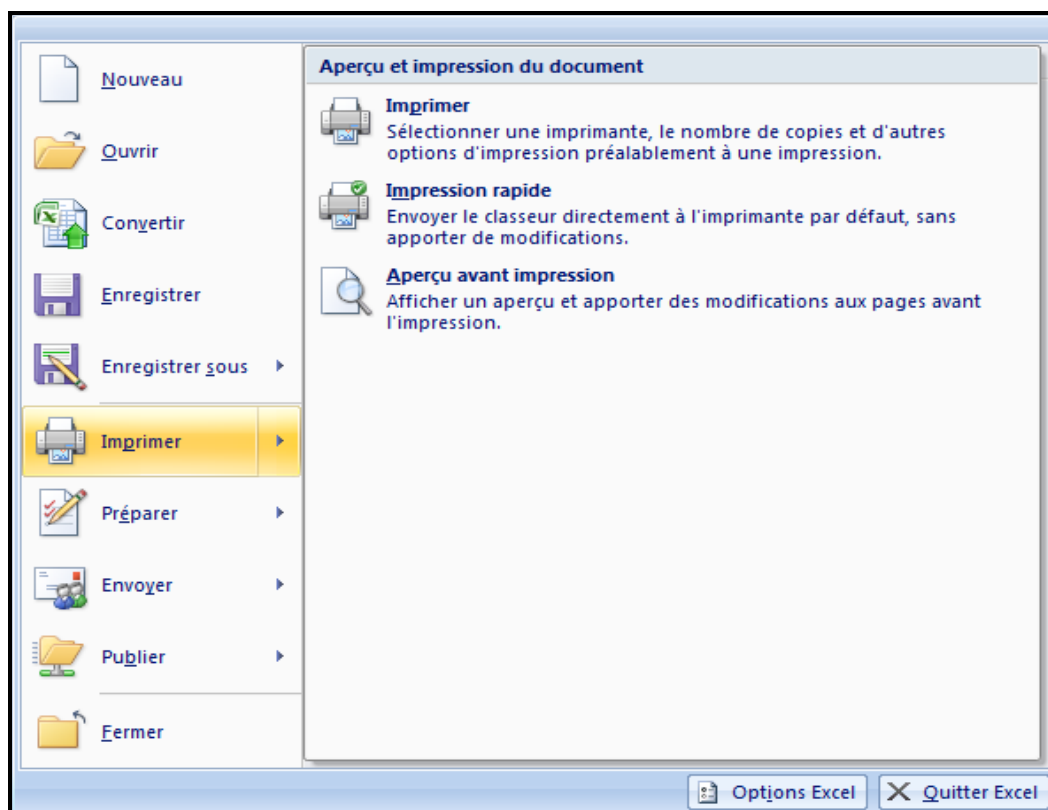 Nouveau
Ouvrir
Convertir
Enregistrer
Enregistrer sous
Imprimer
Préparer
Envoyer
Publier
Fermer
Aperçu et impression du document
Imprimer
Sélectionner une imprimante, le nombre de copies et d'autres
options d'impression préalablement à une impression.
Impression rapide
Envoyer le classeur directement à l'imprimante par défaut, sans
apporter de modifications.
Aperçu avant impression
Afficher un aperçu et apporter des modifications aux pages avant
l'impression.
Options Excel
Quitter Excel